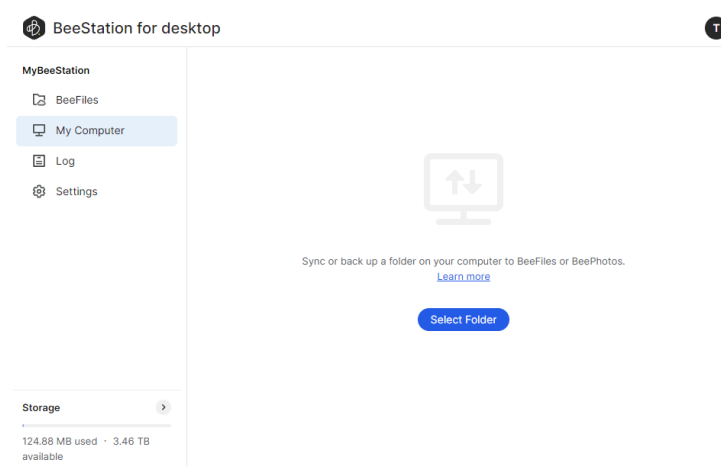 BeeStation for desktop
T
MyBeeStation
BeeFiles
My Computer
Log
Settings
Sync or back up a folder on your computer to BeeFiles or BeePhotos.
Learn more
Select Folder
Storage
124.88 MB used · 3.46 TB
available